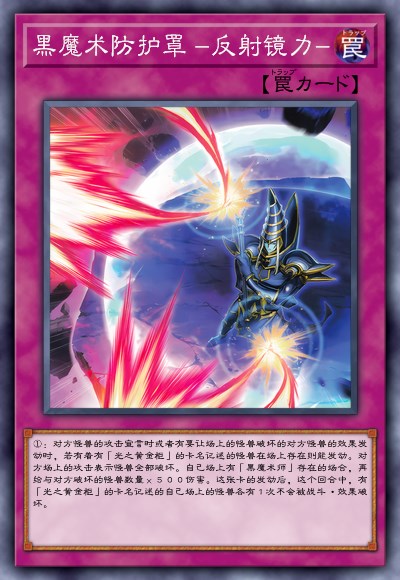 黒魔术防护罩 －反射镜力－
トラップ
罠
トラップ
【罠カード】
①：对方怪兽的攻击宣言时或者有要让场上的怪兽破坏的对方怪兽的效果发
动时，若有着有「光之黄金柜」的卡名记述的怪兽在场上存在则能发动。对
方场上的攻击表示怪兽全部破坏。自己场上有「黒魔术师」存在的场合，再
给与对方破坏的怪兽数量×５００伤害。这张卡的发动后，这个回合中，有
「光之黄金柜」的卡名记述的自己场上的怪兽各有１次不会被战斗·效果破
坏。